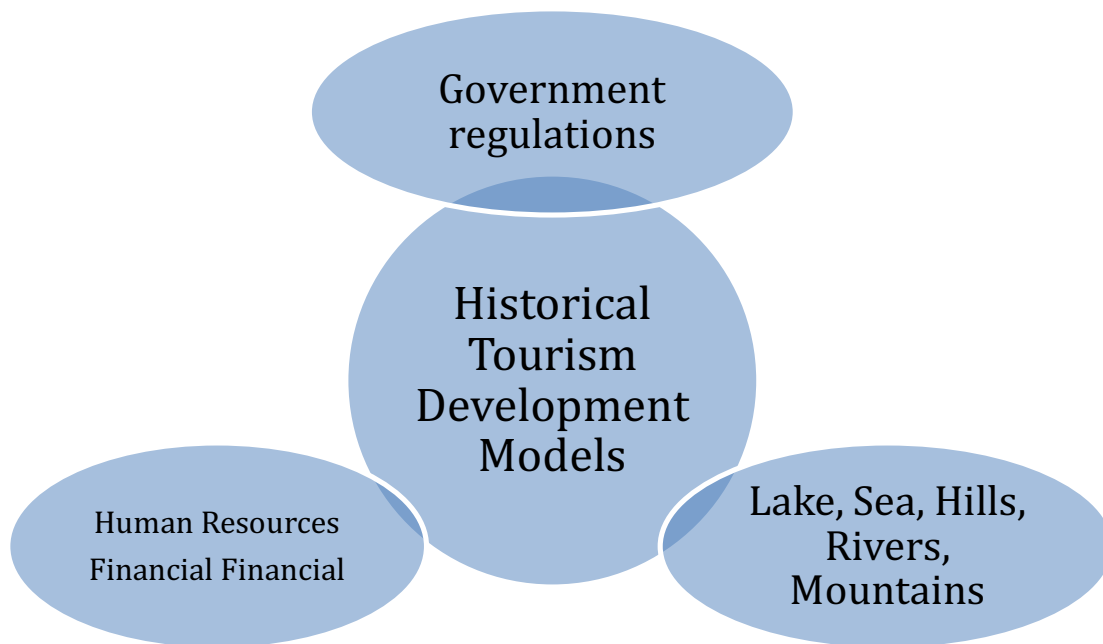 Government
regulations
Historical
Tourism
Development
Models
Human Resources
Financial Financial
Lake, Sea, Hills,
Rivers,
Mountains